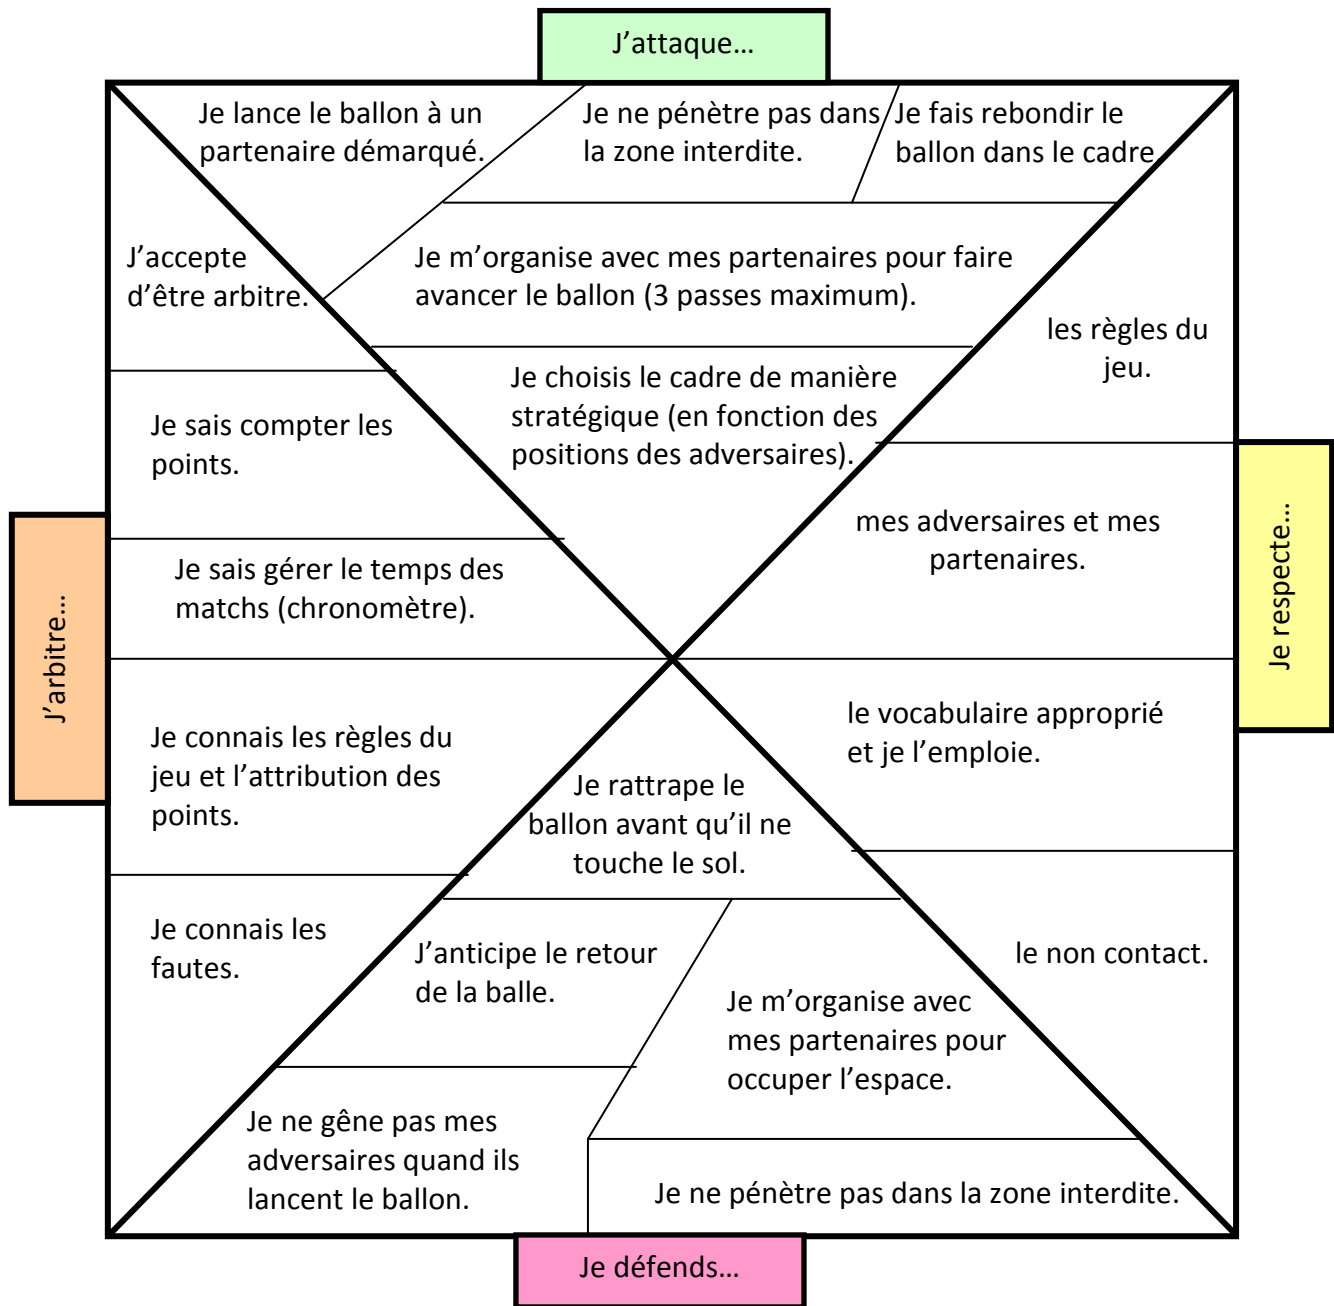 J’attaque...
Je lance le ballon à un
partenaire démarqué.
Je ne pénètre pas dans
la zone interdite.
Je fais rebondir le
ballon dans le cadre.
Je m’organise avec mes partenaires pour faire
avancer le ballon (3 passes maximum).
Je choisis le cadre de manière
stratégique (en fonction des
positions des adversaires).
J’arbitre...
J’accepte
d’être arbitre.
Je sais compter les
points.
Je sais gérer le temps des
matchs (chronomètre).
Je connais les règles du
jeu et l’attribution des
points.
Je connais les
fautes.
Je respecte...
les règles du
jeu.
mes adversaires et mes
partenaires.
le vocabulaire approprié
et je l’emploie.
le non contact.
Je rattrape le
ballon avant qu’il ne
touche le sol.
J’anticipe le retour
de la balle.
Je m’organise avec
mes partenaires pour
occuper l’espace.
Je ne gêne pas mes
adversaires quand ils
lancent le ballon.
Je ne pénètre pas dans la zone interdite.
Je défends...